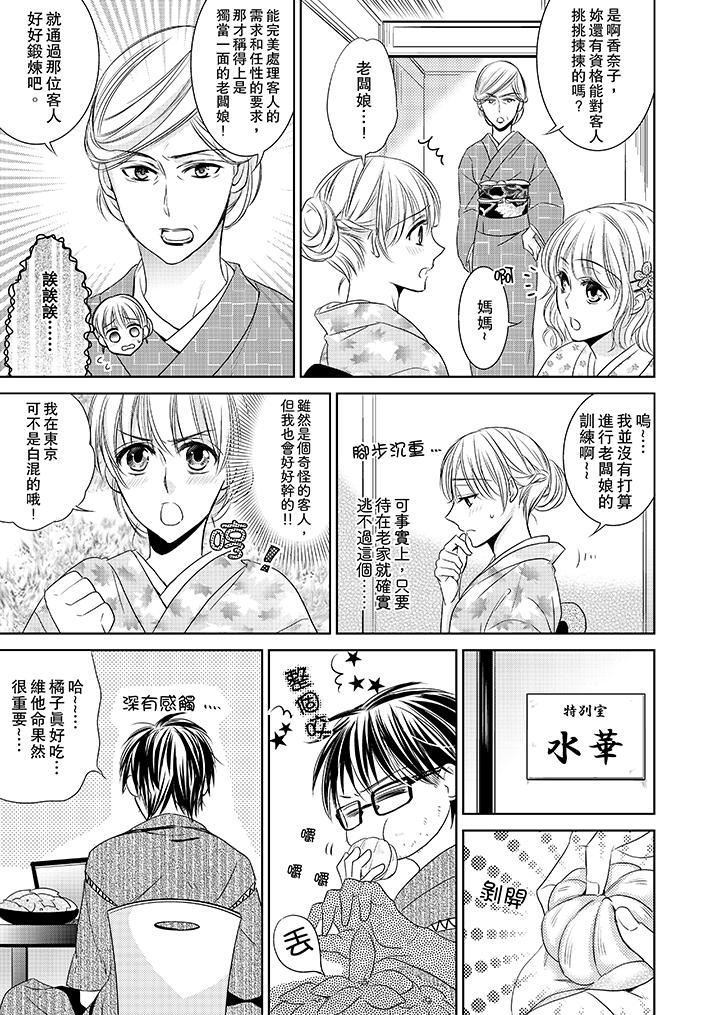 是啊香奈子，
妳還有資格能對客人
挑挑揀揀的嗎？
老闆娘
…！
啊
媽媽~
能完美處理客人的
需求和任性的要求，
那才稱得上是
獨當一面的老闆娘！
就通過那位客人
好好鍛煉吧。
誒誒誒……
嗚~…
我並沒有打算
進行老闆娘的
訓練啊~
腳步沉重…
可事實上，只要
待在老家就確實
逃不過這個……
雖然是個奇怪的客人，
但我也會好好幹的!!
我在東京
可不是白混的哦！
特別室
水華
剝開
整個咬
嚼
嚼
嚼
丟
深有感觸....
哈~……
橘子真好吃…
維他命果然
很重要~…